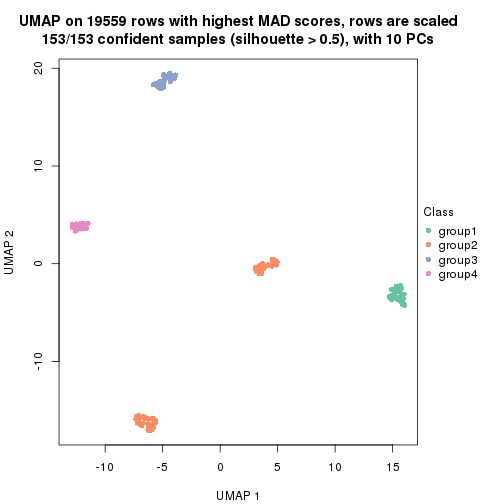 UMAP on 19559 rows with highest MAD scores, rows are scaled
153/153 confident samples (silhouette > 0.5), with 10 PCs
20
10
0
-10
UMAP 2
-10
-5
0
5
10
15
UMAP 1
Class
group1
group2
group3
group4